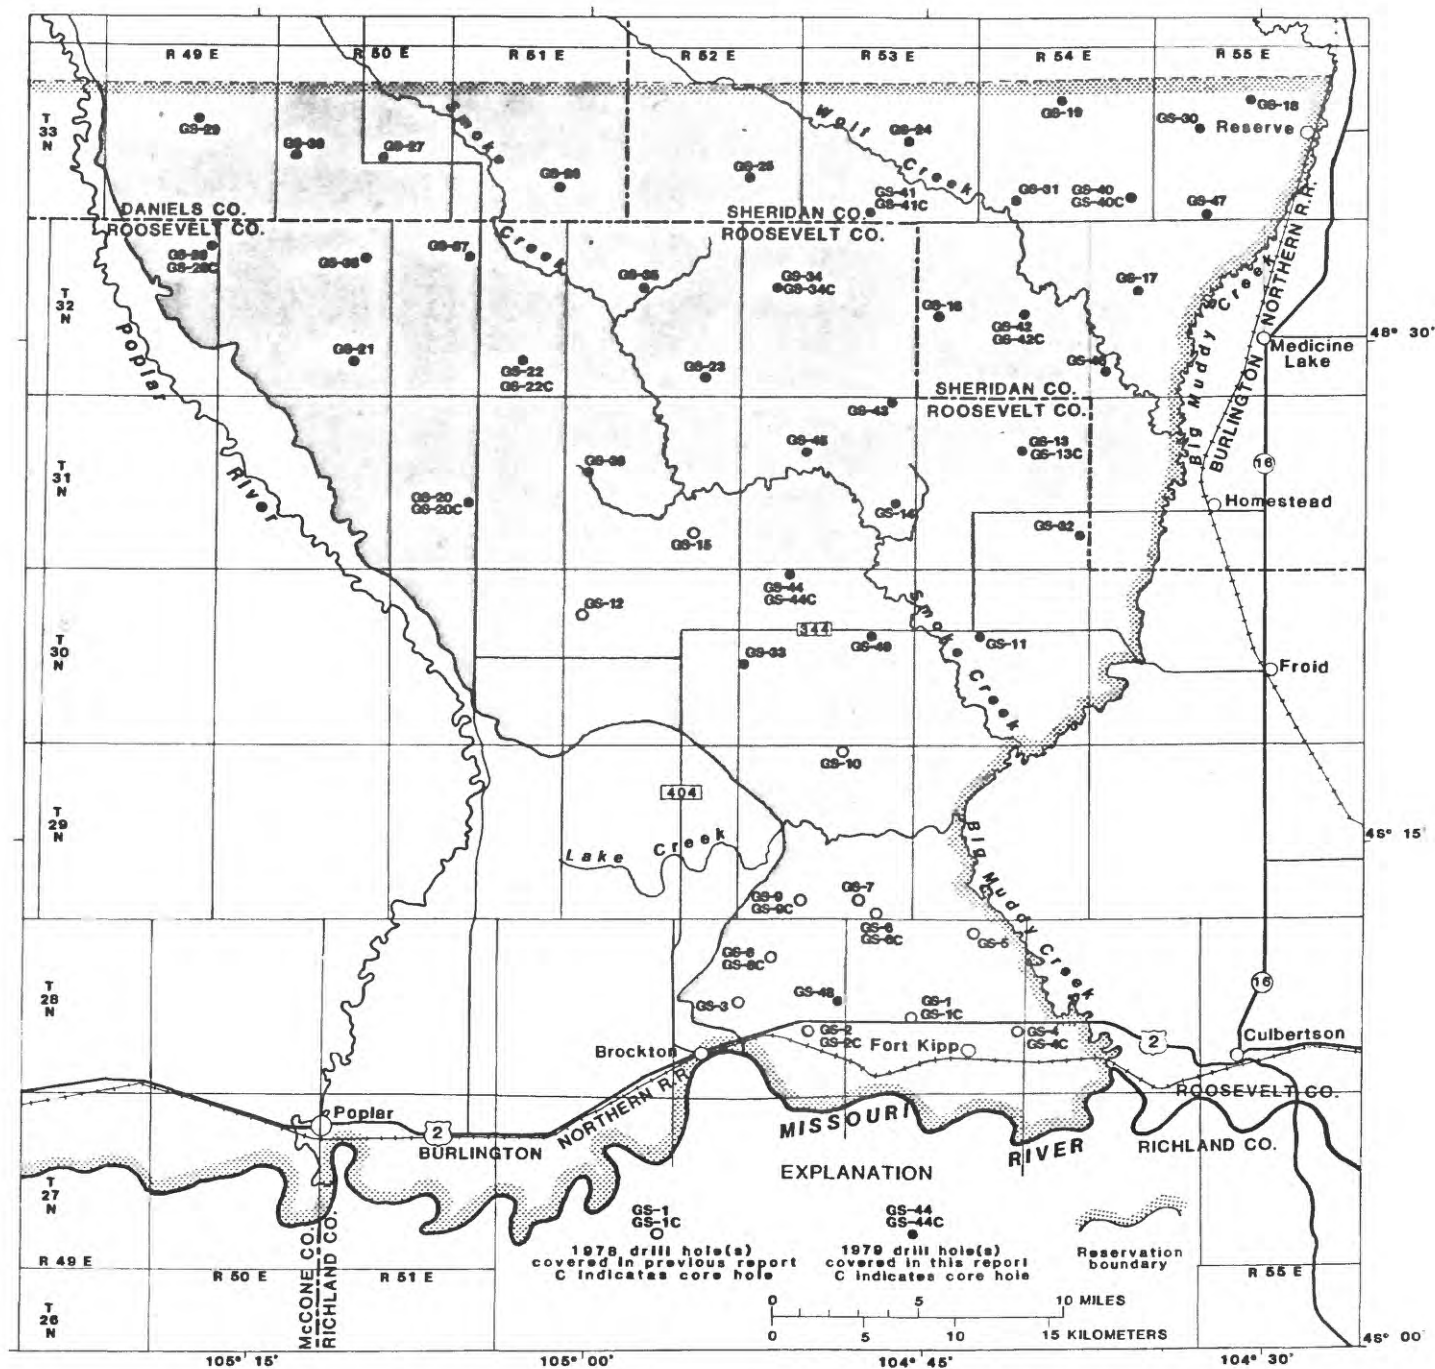 R 49 E
R 50 E
R 51 E
R 52 E
R 53 E
R 54 E
R 55 E
T
33
N
GS-29
GS-27
Smoke
Creek
GS-25
Wolf
Creek
GS-24
GS-19
GS-30
GS-18
Reserve
GS-41
GS-41C
GS-31
GS-40
GS-40C
GS-47
DANIELS CO.
ROOSEVELT CO.
SHERIDAN CO.
ROOSEVELT CO.
BURLINGTON NORTHERN R.R.
T
32
N
GS-34
GS-34C
GS-16
GS-42
GS-42C
GS-17
Big Muddy Creek
48° 30'
Medicine
Lake
Poplar
River
GS-21
GS-22
GS-22C
GS-23
SHERIDAN CO.
ROOSEVELT CO.
GS-43
GS-45
GS-13
GS-13C
16
T
31
N
GS-20
GS-20C
GS-14
Homestead
GS-15
GS-32
GS-44
GS-44C
GS-12
Smoke
Creek
T
30
N
344
GS-33
GS-11
Froid
GS-10
404
T
29
N
Lake Creek
48° 15'
Big Muddy Creek
GS-9
GS-9C
GS-7
GS-6
GS-6C
GS-5
T
28
N
GS-3
GS-48
GS-1
GS-1C
GS-2
GS-2C
Fort Kipp
GS-4
GS-4C
2
16
Culbertson
Brockton
ROOSEVELT CO.
Poplar
2
BURLINGTON NORTHERN R.R.
MISSOURI RIVER
RICHLAND CO.
T
27
N
EXPLANATION
GS-1
GS-1C
1978 drill hole(s)
covered in previous report
C indicates core hole
GS-44
GS-44C
1979 drill hole(s)
covered in this report
C indicates core hole
Reservation
boundary
R 49 E
R 50 E
R 51 E
R 55 E
McCONE CO.
RICHLAND CO.
T
26
N
0 5 10 MILES
0 5 10 15 KILOMETERS
48° 00'
105° 15'
105° 00'
104° 45'
104° 30'